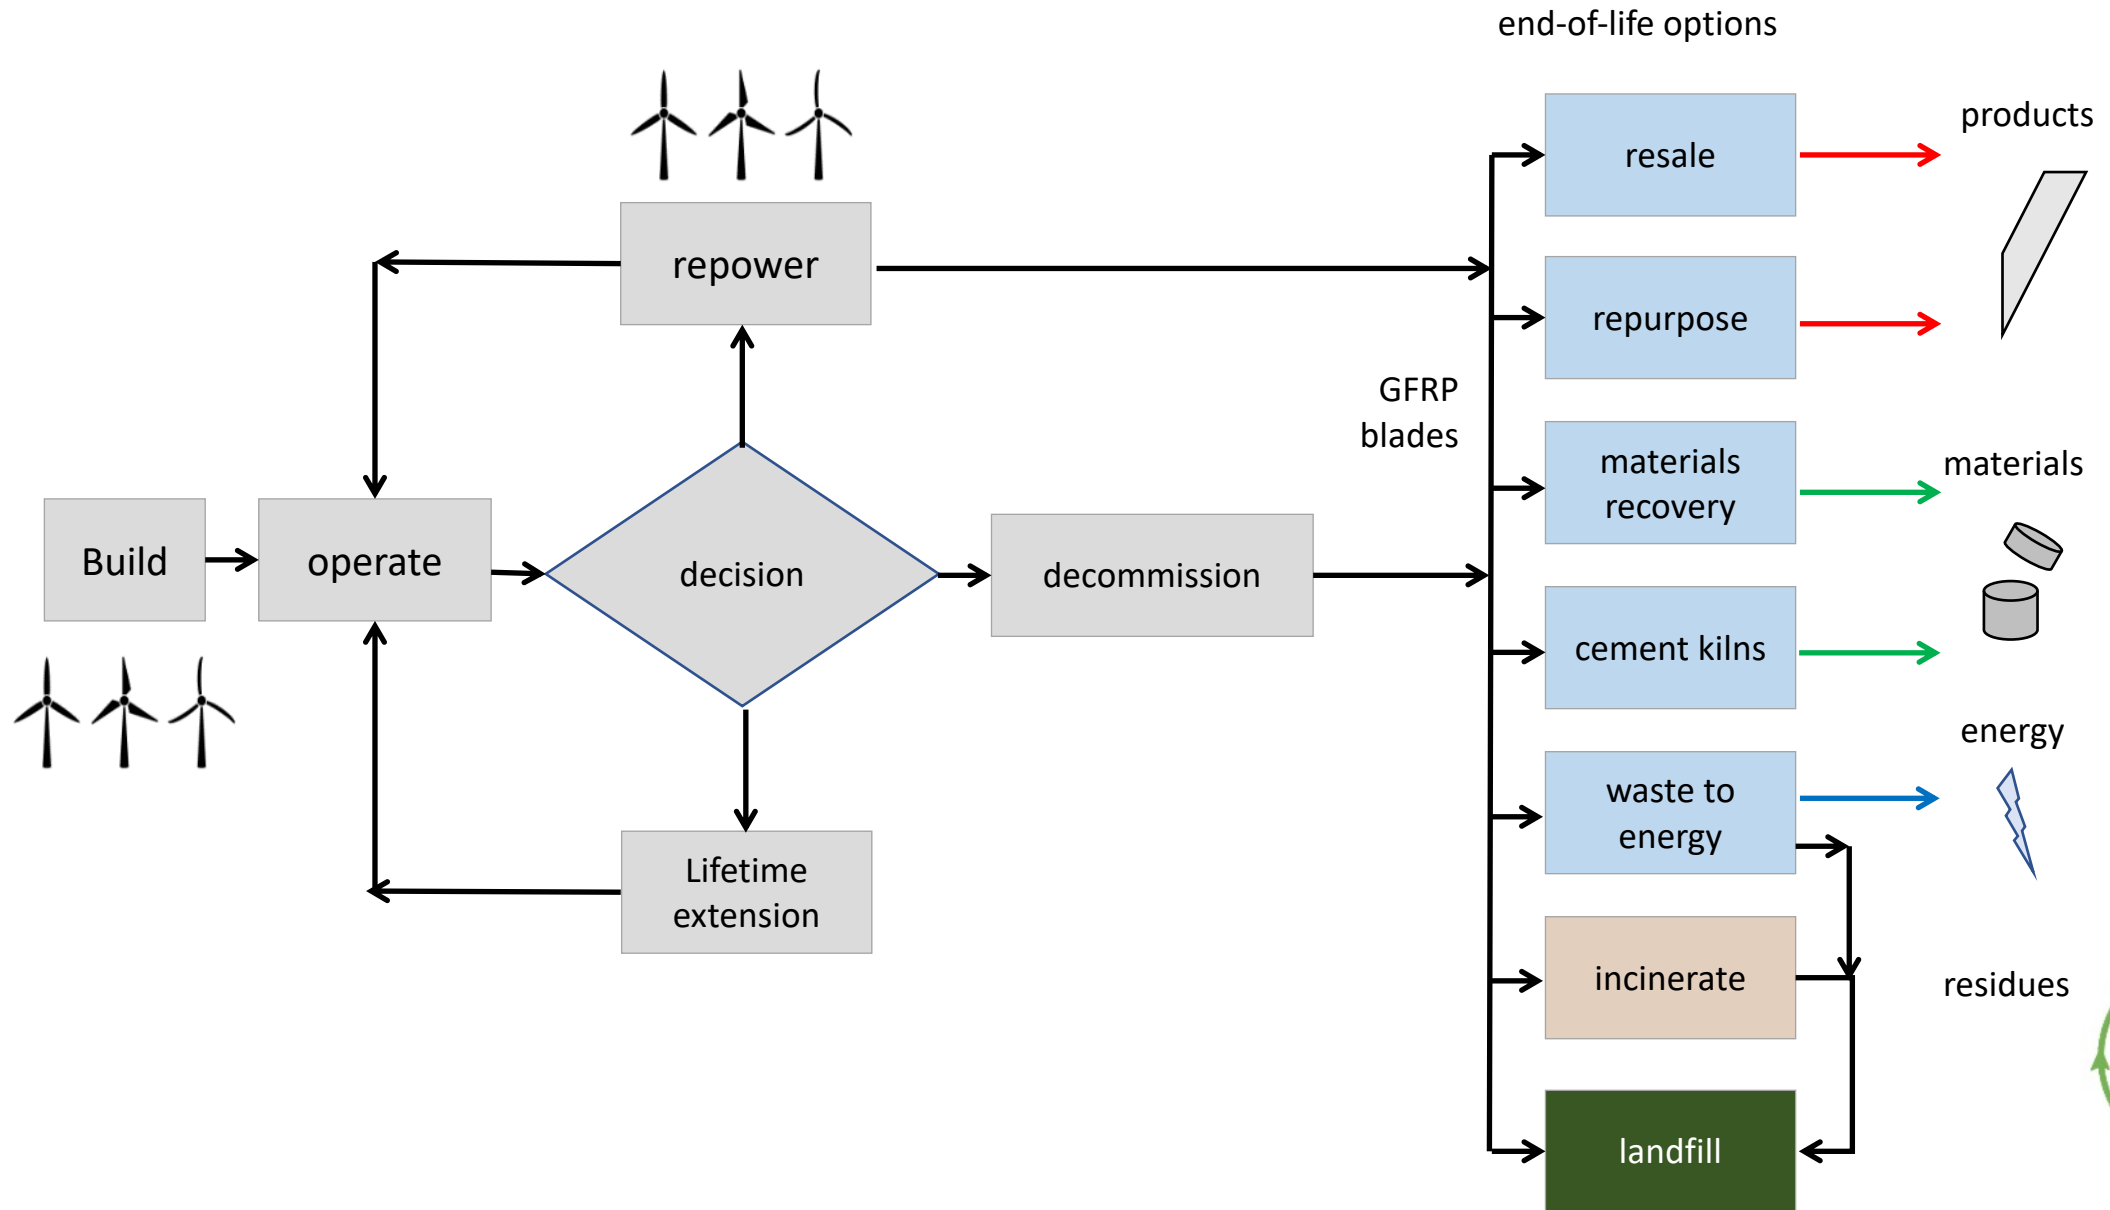 end-of-life options
products
resale
repower
repurpose
GFRP
blades
materials
recovery
materials
Build
operate
decision
decommission
cement kilns
energy
waste to
energy
Lifetime
extension
incinerate
residues
landfill